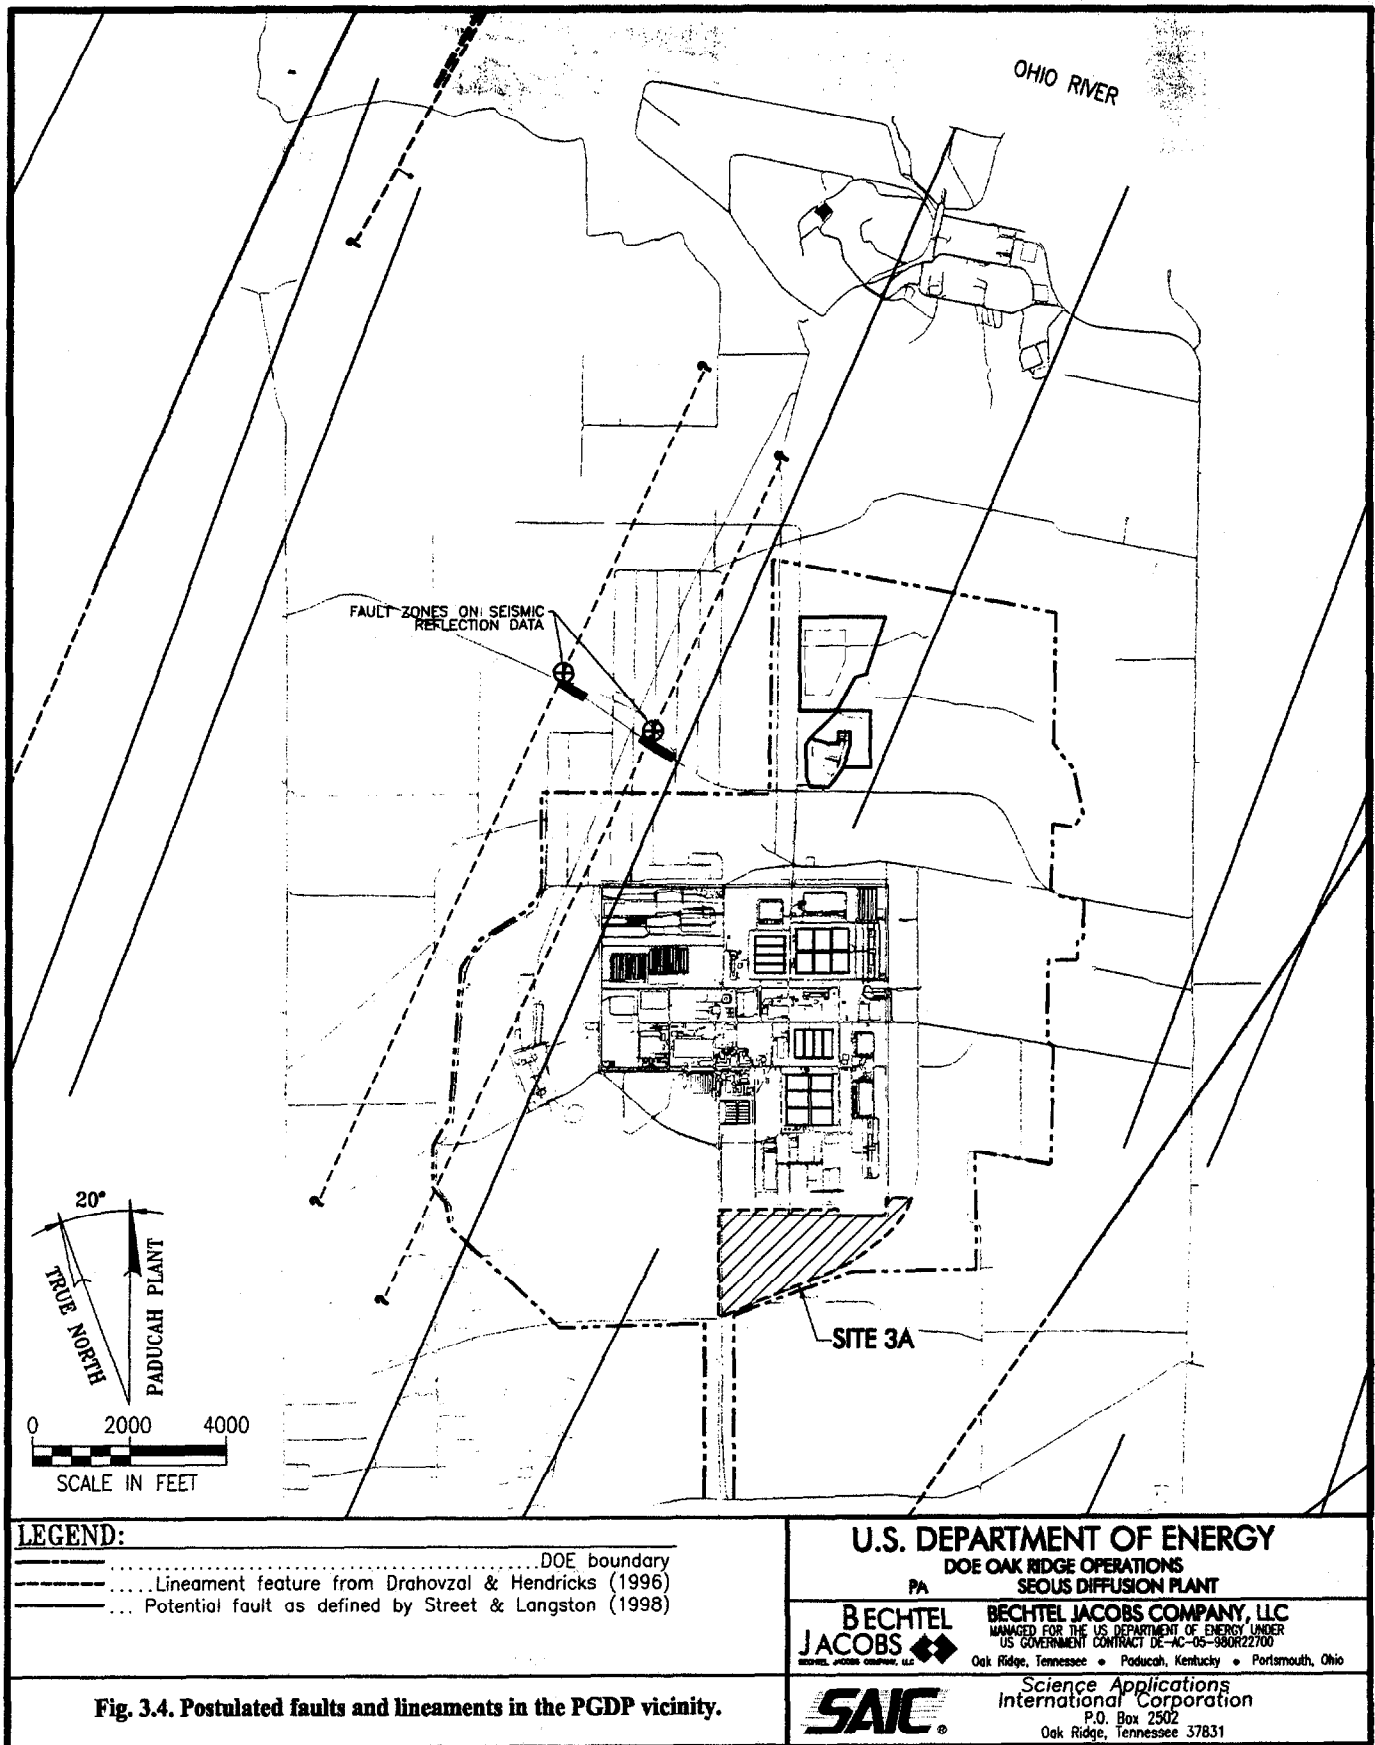 OHIO RIVER
FAULT ZONES ON SEISMIC
REFLECTION DATA
20°
TRUE NORTH
PADUCAH PLANT
0 2000 4000
SCALE IN FEET
SITE 3A
LEGEND:
DOE boundary
Lineament feature from Drahovzal & Hendricks (1996)
Potential fault as defined by Street & Langston (1998)
Fig. 3.4. Postulated faults and lineaments in the PGDP vicinity.
U.S. DEPARTMENT OF ENERGY
DOE OAK RIDGE OPERATIONS
PA SEOUS DIFFUSION PLANT
BECHTEL
JACOBS
BECHTEL JACOBS COMPANY, LLC
BECHTEL JACOBS COMPANY, LLC
MANAGED FOR THE US DEPARTMENT OF ENERGY UNDER
US GOVERNMENT CONTRACT DE-AC-05-98OR22700
Oak Ridge, Tennessee • Paducah, Kentucky • Portsmouth, Ohio
SAIC®
Science Applications
International Corporation
P.O. Box 2502
Oak Ridge, Tennessee 37831